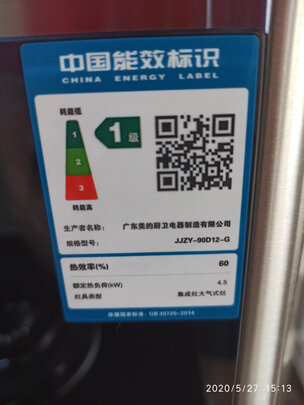 中国能效标识
CHINA ENERGY LABEL
耗能低
1
2
3
耗能高
1级
生产者名称: 广东美的厨卫电器制造有限公司
规格型号: JJZY-90D12-G
热效率(%) 60
额定热负荷(kW) 4.5
灶具类型 集成灶大气式灶
依据国家标准: GB 30720-2014
2020/5/27 15:13